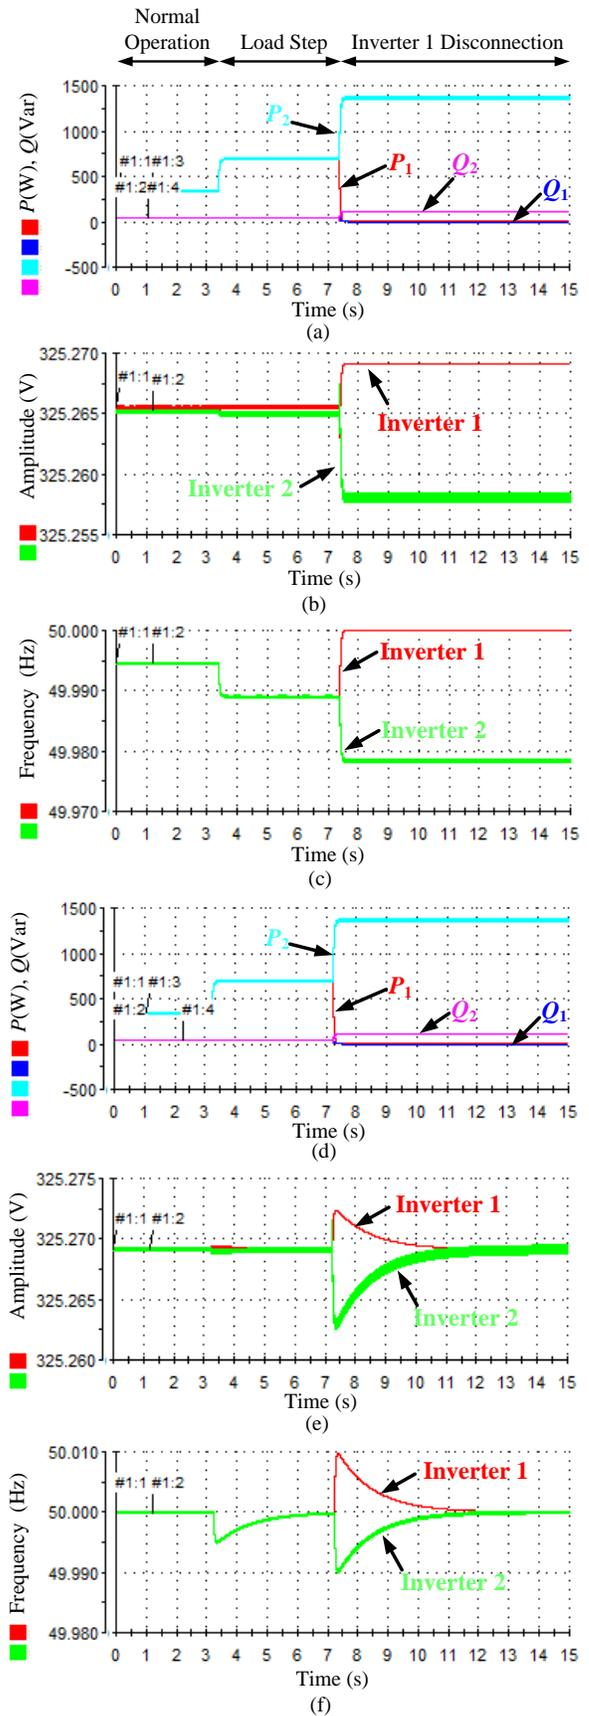 Normal
Operation
Load Step
Inverter 1 Disconnection
P(W), Q(Var)
1500
1000
500
0
-500
P2
#1:1#1:3
#1:2#1:4
P1
Q2
Q1
0 1 2 3 4 5 6 7 8 9 10 11 12 13 14 15
Time (s)
(a)
Amplitude (V)
325.270
325.265
325.260
325.255
#1:1 #1:2
Inverter 1
Inverter 2
0 1 2 3 4 5 6 7 8 9 10 11 12 13 14 15
Time (s)
(b)
Frequency (Hz)
50.000
49.990
49.980
49.970
#1:1#1:2
Inverter 1
Inverter 2
0 1 2 3 4 5 6 7 8 9 10 11 12 13 14 15
Time (s)
(c)
P(W), Q(Var)
1500
1000
500
0
-500
P2
#1:1 #1:3
#1:2 #1:4
P1
Q2
Q1
0 1 2 3 4 5 6 7 8 9 10 11 12 13 14 15
Time (s)
(d)
Amplitude (V)
325.275
325.270
325.265
325.260
#1:1 #1:2
Inverter 1
Inverter 2
0 1 2 3 4 5 6 7 8 9 10 11 12 13 14 15
Time (s)
(e)
Frequency (Hz)
50.010
50.000
49.990
49.980
#1:1 #1:2
Inverter 1
Inverter 2
0 1 2 3 4 5 6 7 8 9 10 11 12 13 14 15
Time (s)
(f)